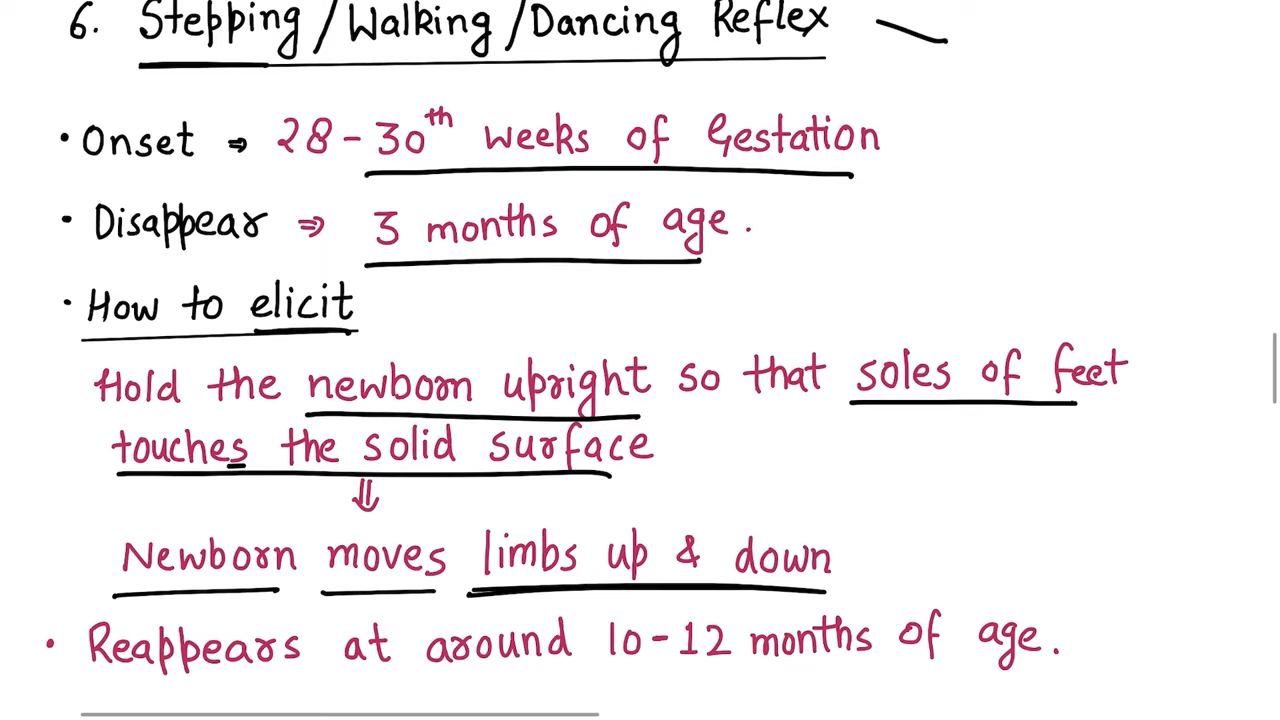 6. Stepping/Walking/Dancing Reflex
• Onset ⇒ 28-30th weeks of Gestation
• Disappear ⇒ 3 months of age.
• How to elicit
Hold the newborn upright so that soles of feet
touches the solid surface
⇓
Newborn moves limbs up & down
• Reappears at around 10-12 months of age.